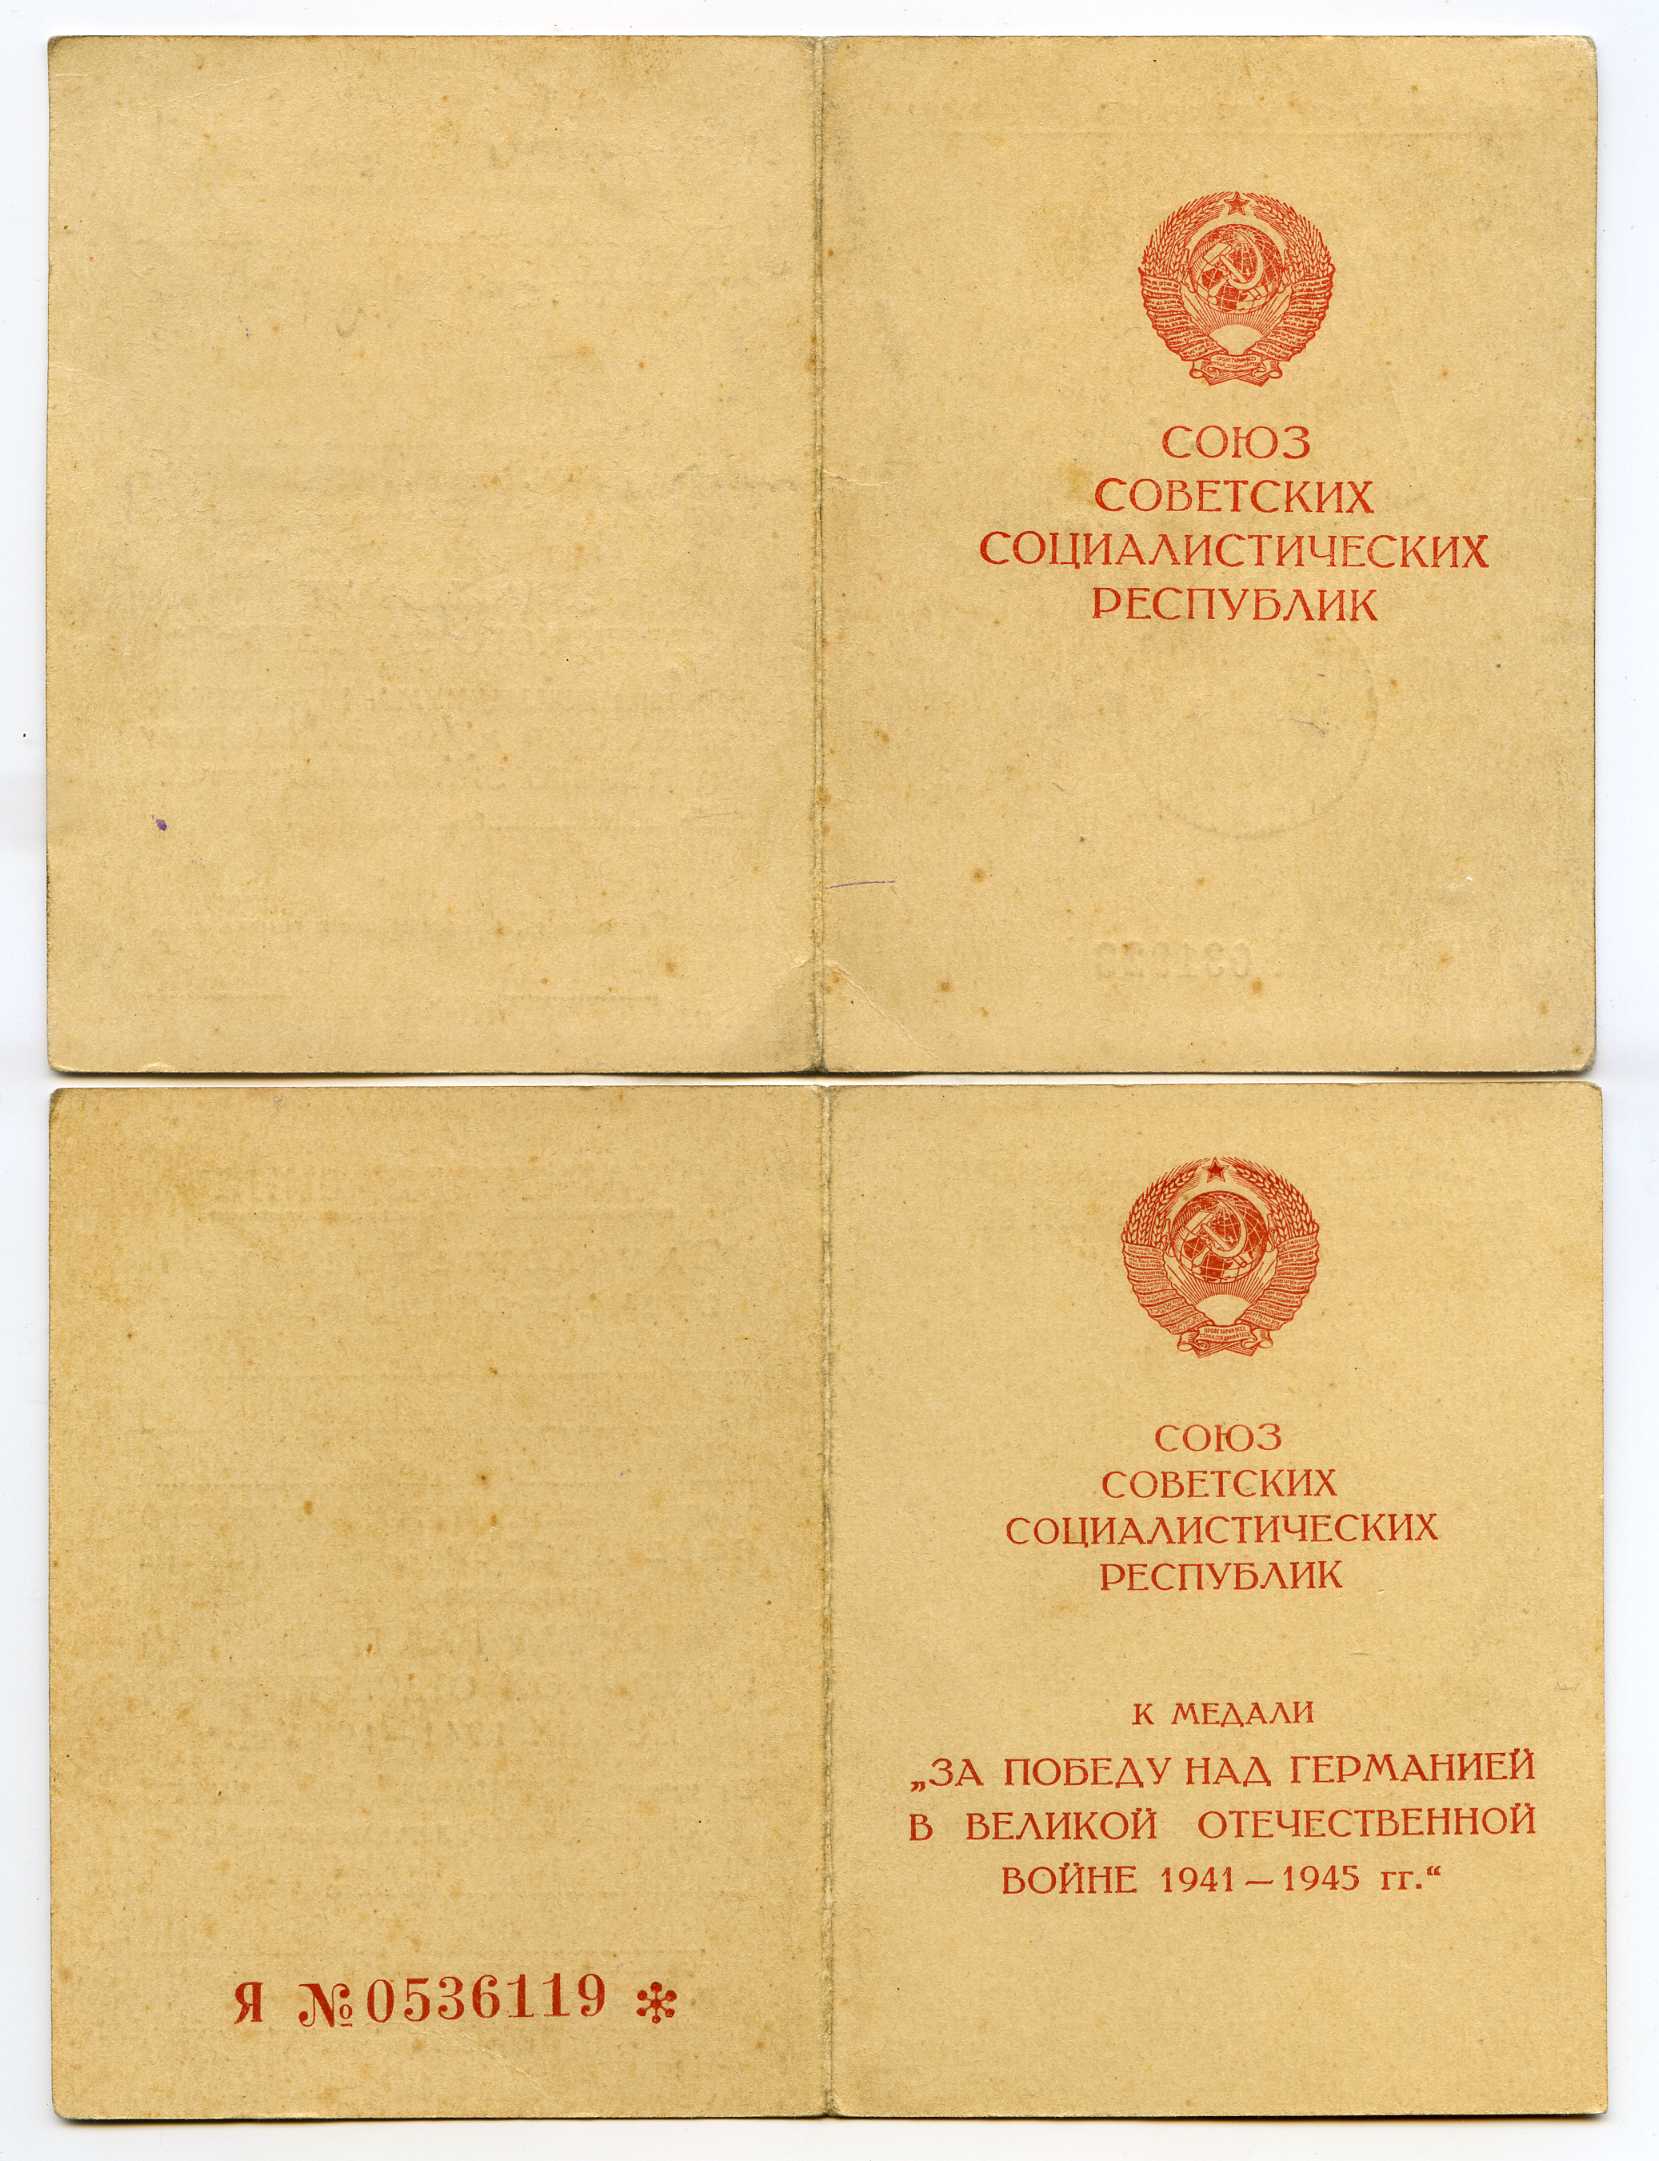 СОЮЗ
СОВЕТСКИХ
СОЦИАЛИСТИЧЕСКИХ
РЕСПУБЛИК
СОЮЗ
СОВЕТСКИХ
СОЦИАЛИСТИЧЕСКИХ
РЕСПУБЛИК
К МЕДАЛИ
„ЗА ПОБЕДУ НАД ГЕРМАНИЕЙ
В ВЕЛИКОЙ ОТЕЧЕСТВЕННОЙ
ВОЙНЕ 1941—1945 гг.“
Я №0536119 *